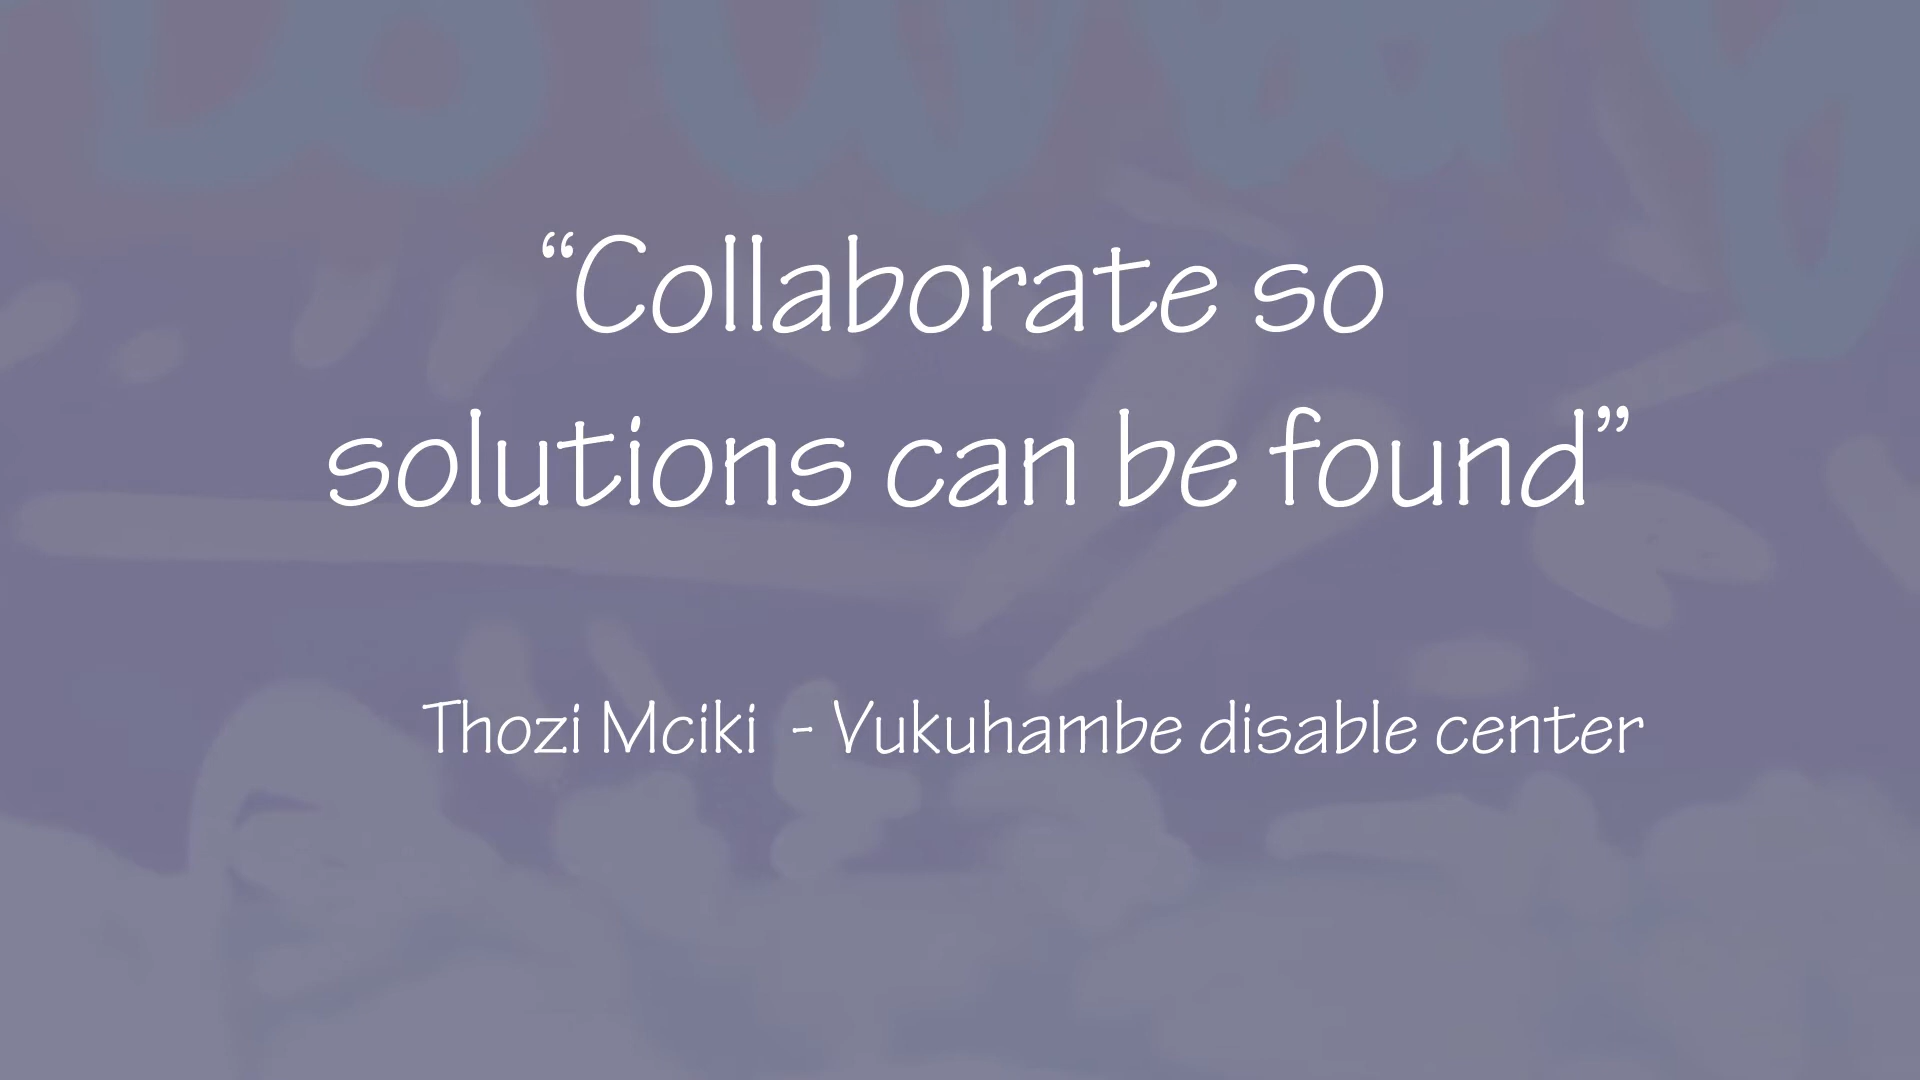 “Collaborate so
solutions can be found”
Thozi Mciki - Vukuhambe disable center